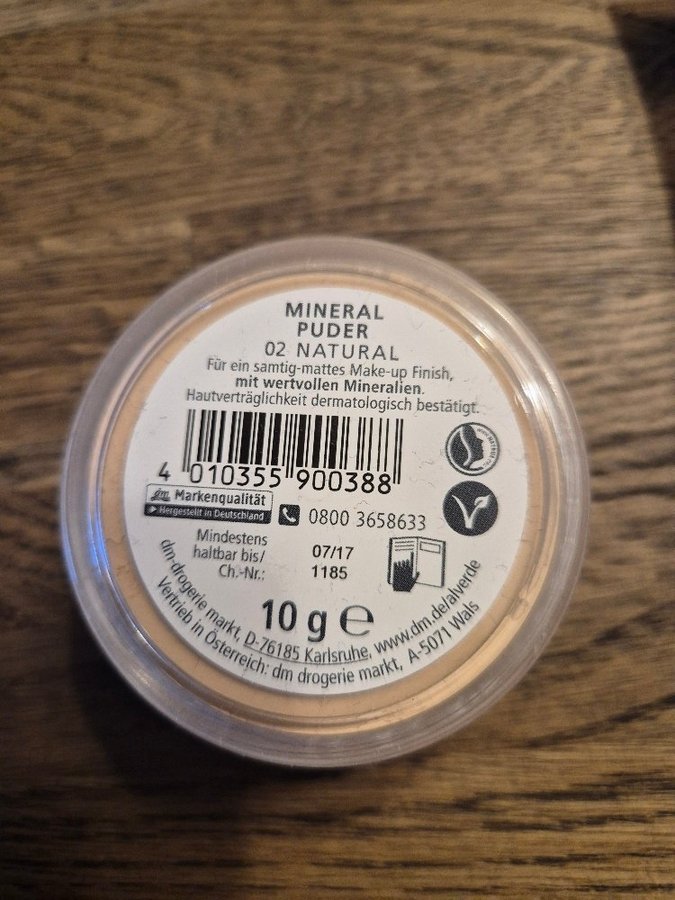 MINERAL
PUDER
02 NATURAL
Für ein samtig-mattes Make-up Finish,
mit wertvollen Mineralien.
Hautverträglichkeit dermatologisch bestätigt.
4 010355 900388
dm Markenqualität
Hergestellt in Deutschland
0800 3658633
Mindestens
haltbar bis/ 07/17
Ch.-Nr.: 1185
10 g ℮
dm-drogerie markt, D-76185 Karlsruhe, www.dm.de/alverde
Vertrieb in Österreich: dm drogerie markt, A-5071 Wals